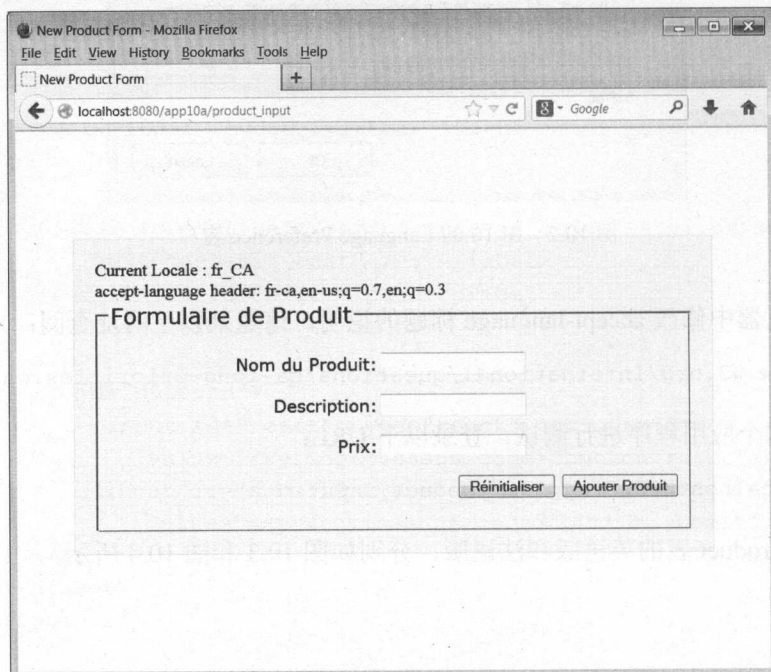 New Product Form - Mozilla Firefox
File Edit View History Bookmarks Tools Help
New Product Form +
localhost:8080/app10a/product_input
Google
Current Locale : fr_CA
accept-language header: fr-ca,en-us;q=0.7,en;q=0.3
Formulaire de Produit
Nom du Produit:
Description:
Prix:
Réinitialiser Ajouter Produit